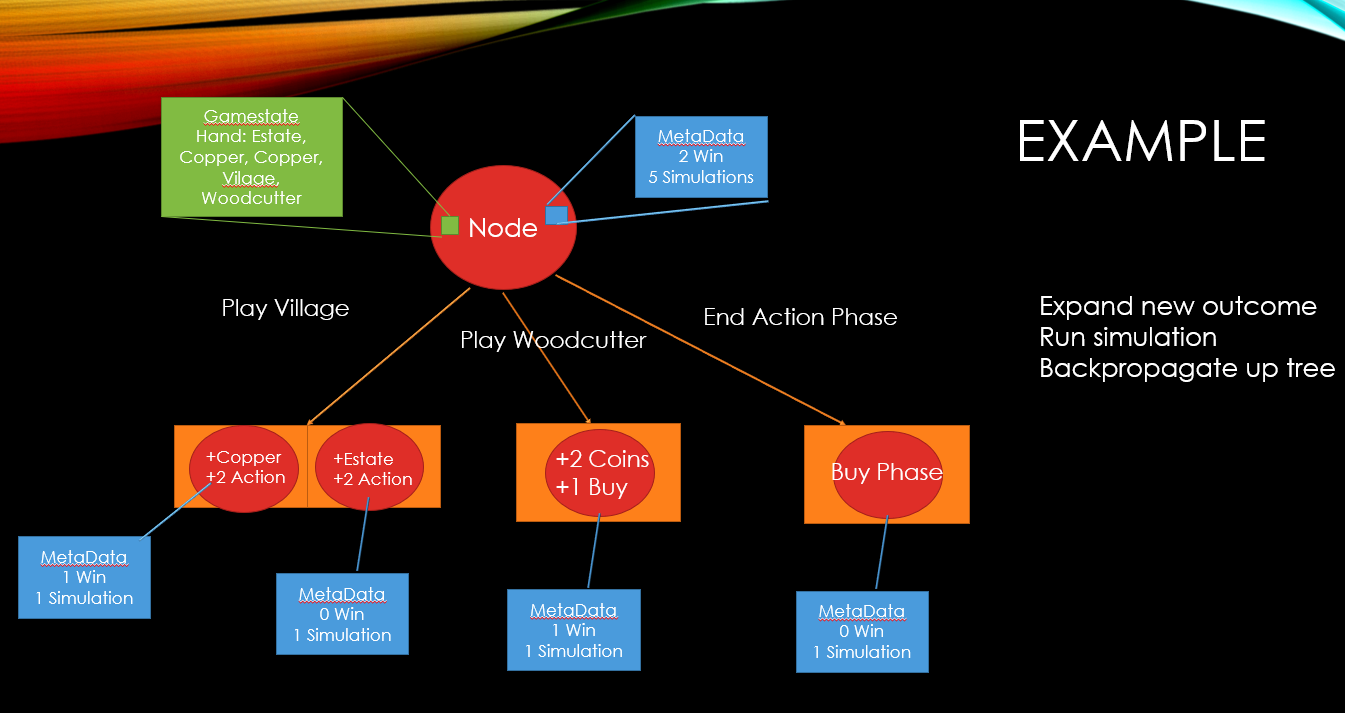 EXAMPLE
Gamestate
Hand: Estate,
Copper, Copper,
Vilage,
Woodcutter
MetaData
2 Win
5 Simulations
Node
Play Village
Play Woodcutter
End Action Phase
Expand new outcome
Run simulation
Backpropagate up tree
+Copper
+2 Action
+Estate
+2 Action
+2 Coins
+1 Buy
Buy Phase
MetaData
1 Win
1 Simulation
MetaData
0 Win
1 Simulation
MetaData
1 Win
1 Simulation
MetaData
0 Win
1 Simulation